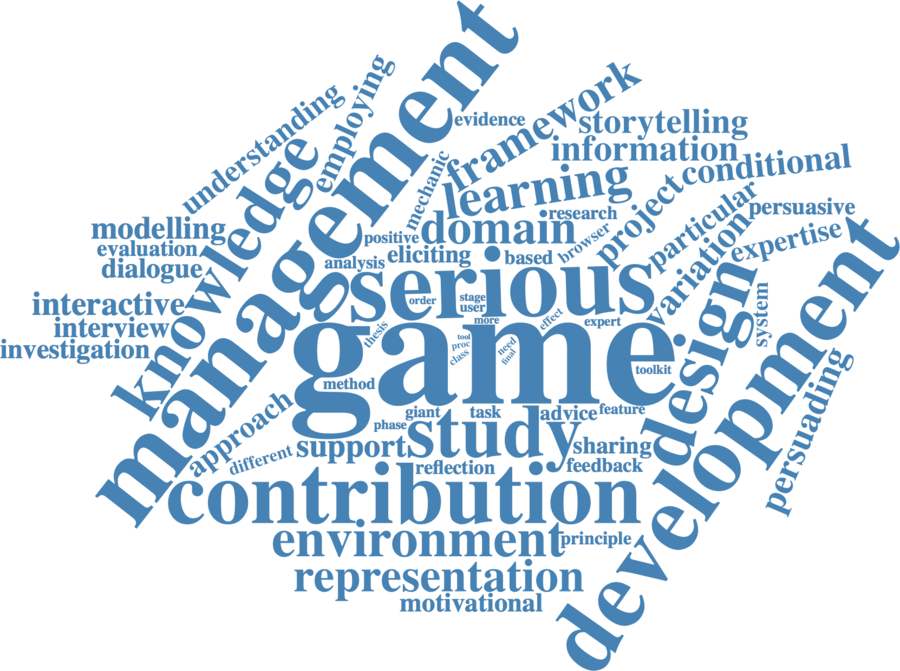 management
employing
understanding
knowledge
evidence
framework
storytelling
information
conditional
mechanic
learning
project
particular
persuasive
modelling
evaluation
dialogue
positive
domain
research
browser
variation
expertise
analysis
eliciting
based
interactive
interview
investigation
serious
order
stage
user
more
effect
expert
system
thesis
tool
proc
class
need
final
game
toolkit
design
development
persuading
method
approach
giant
task
advice
feature
phase
study
different
support
sharing
reflection
feedback
contribution
environment
principle
representation
motivational